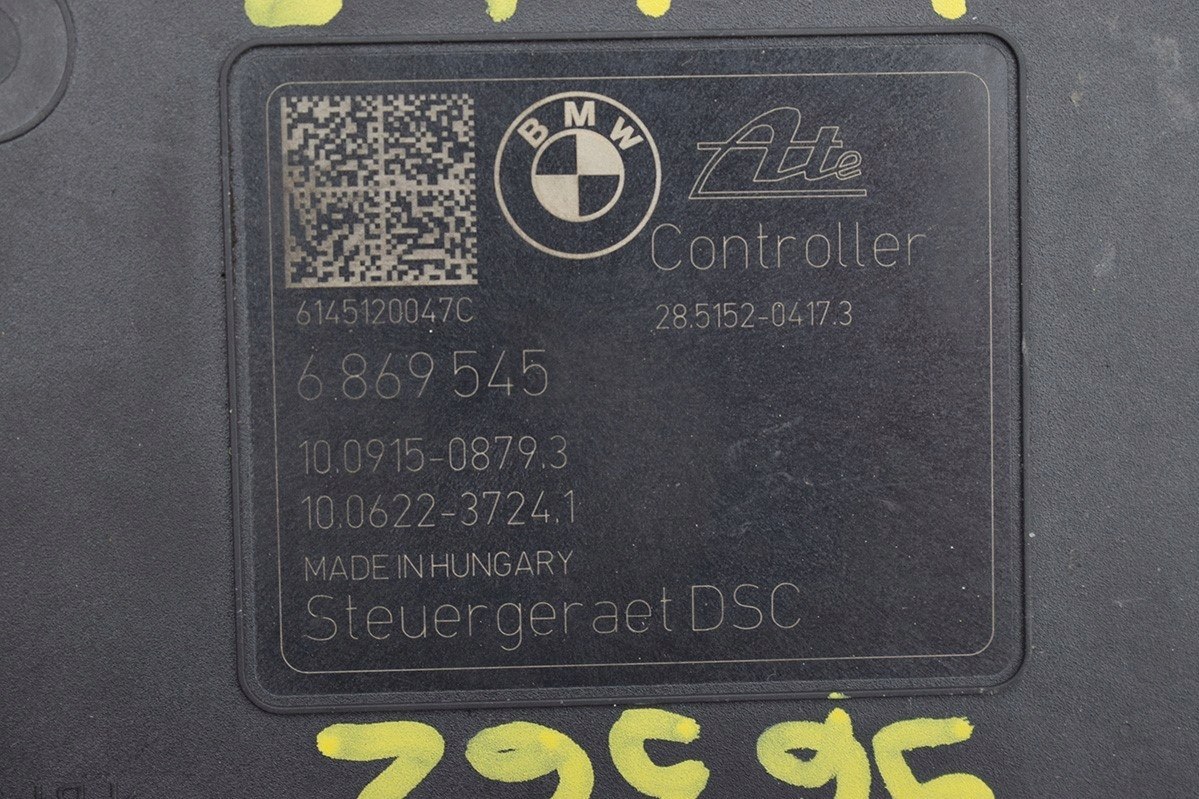 BMW
Ate
Controller
6145120047C
28.5152-0417.3
6 869 545
10.0915-0879.3
10.0622-3724.1
MADE IN HUNGARY
Steuergeraet DSC